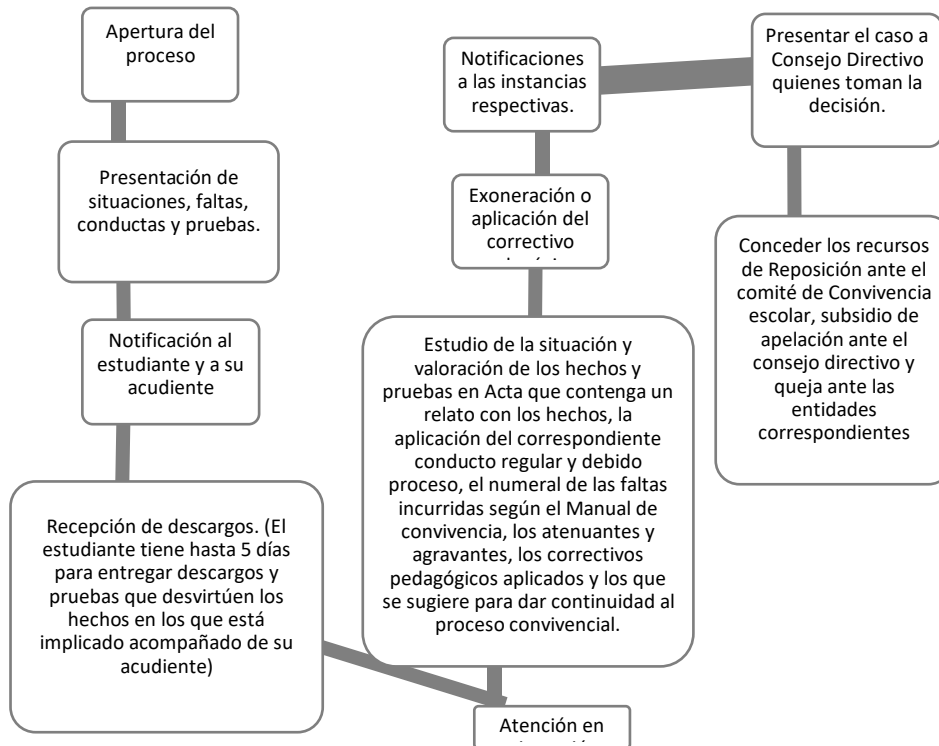 Apertura del
proceso
Presentación de
situaciones, faltas,
conductas y pruebas.
Notificación al
estudiante y a su
acudiente
Recepción de descargos. (El
estudiante tiene hasta 5 días
para entregar descargos y
pruebas que desvirtúen los
hechos en los que está
implicado acompañado de su
acudiente)
Atención en
Estudio de la situación y
valoración de los hechos y
pruebas en Acta que contenga un
relato con los hechos, la
aplicación del correspondiente
conducto regular y debido
proceso, el numeral de las faltas
incurridas según el Manual de
convivencia, los atenuantes y
agravantes, los correctivos
pedagógicos aplicados y los que
se sugiere para dar continuidad al
proceso convivencial.
Exoneración o
aplicación del
correctivo
Notificaciones
a las instancias
respectivas.
Presentar el caso a
Consejo Directivo
quienes toman la
decisión.
Conceder los recursos
de Reposición ante el
comité de Convivencia
escolar, subsidio de
apelación ante el
consejo directivo y
queja ante las
entidades
correspondientes